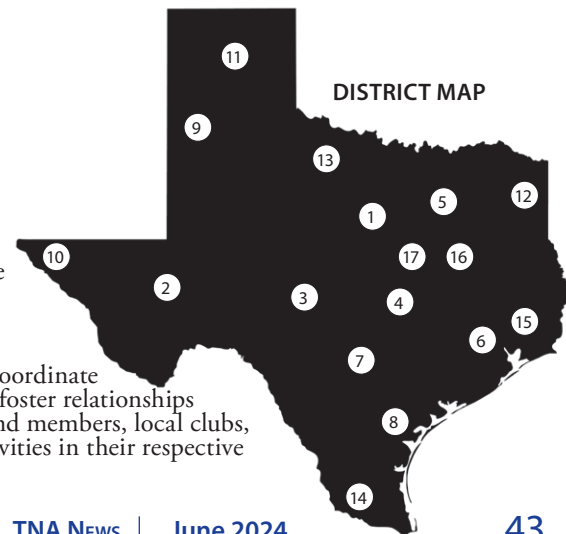 DISTRICT MAP
11
9
13
12
5
1
10
17
16
2
3
4
15
6
7
8
14
e
oordinate
foster relationships
nd members, local clubs,
vities in their respective
TNA News | June 2024 43